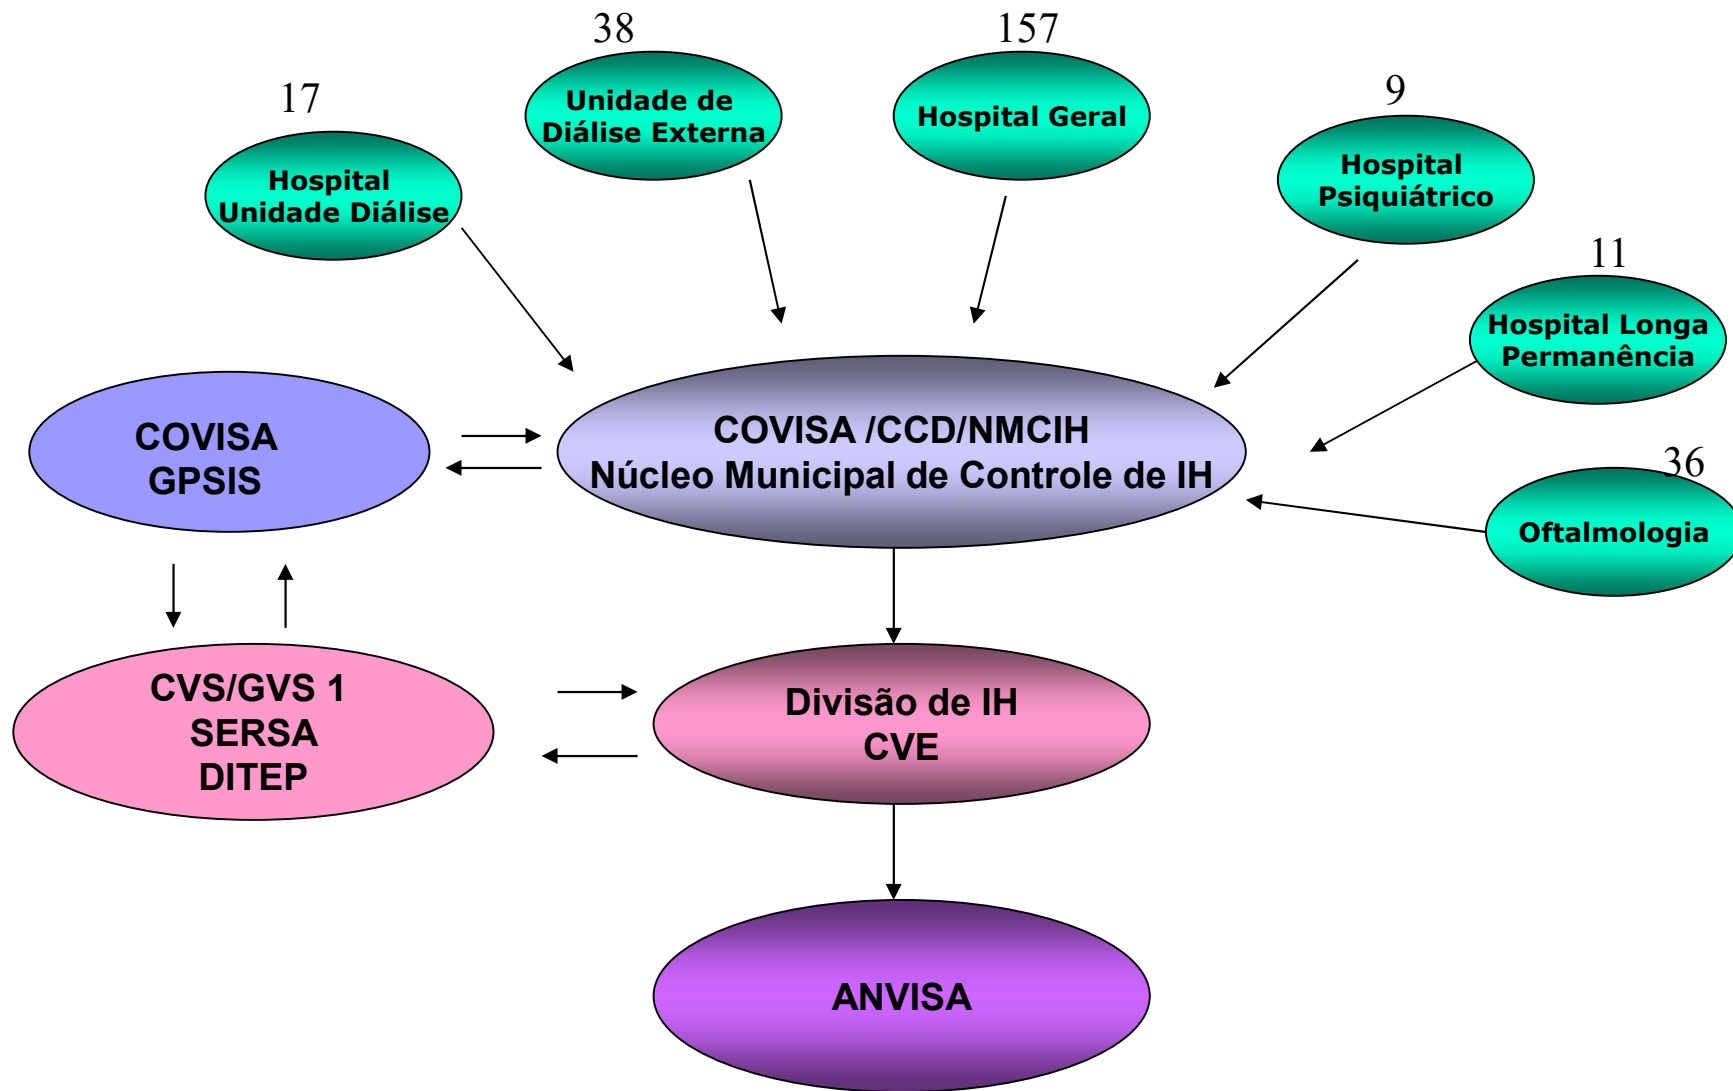 17
Hospital
Unidade Diálise
38
Unidade de
Diálise Externa
157
Hospital Geral
9
Hospital
Psiquiátrico
11
Hospital Longa
Permanência
36
Oftalmologia
COVISA
GPSIS
COVISA /CCD/NMCIH
Núcleo Municipal de Controle de IH
CVS/GVS 1
SERSA
DITEP
Divisão de IH
CVE
ANVISA